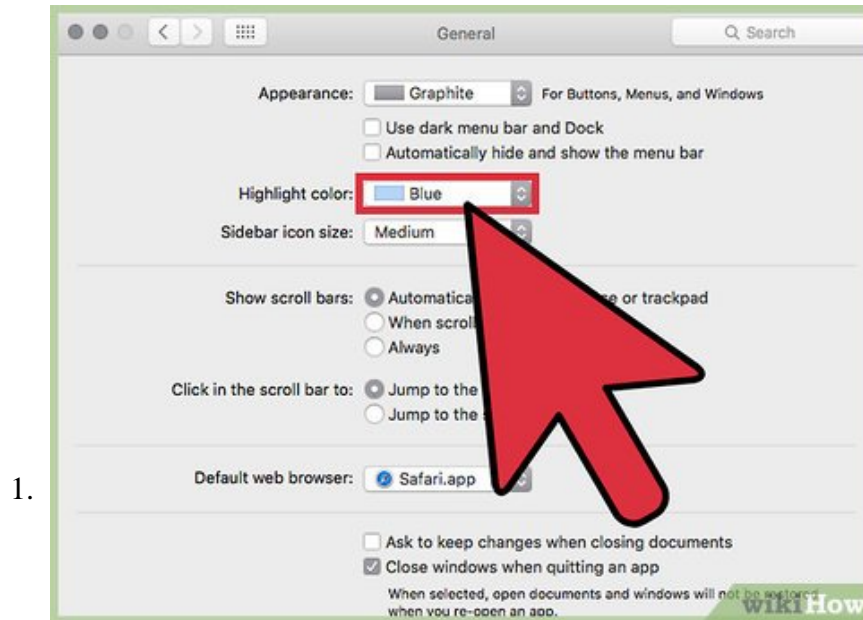 General
Search
Appearance: Graphite For Buttons, Menus, and Windows
Use dark menu bar and Dock
Automatically hide and show the menu bar
Highlight color: Blue
Sidebar icon size: Medium
Show scroll bars: or trackpad
When
Always
Click in the scroll bar to: Jump to the
Jump to the
1.
Default web browser: Safari.app
Ask to keep changes when closing documents
Close windows when quitting an app
When selected, open documents and windows will not be restored
when you re-open an app.
wikiHow